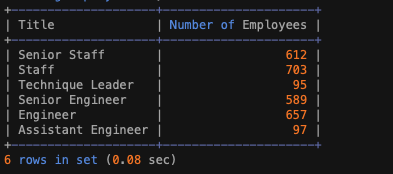 +--------------------+---------------------+
| Title | Number of Employees |
+--------------------+---------------------+
| Senior Staff | 612 |
| Staff | 703 |
| Technique Leader | 95 |
| Senior Engineer | 589 |
| Engineer | 657 |
| Assistant Engineer | 97 |
+--------------------+---------------------+
6 rows in set (0.08 sec)